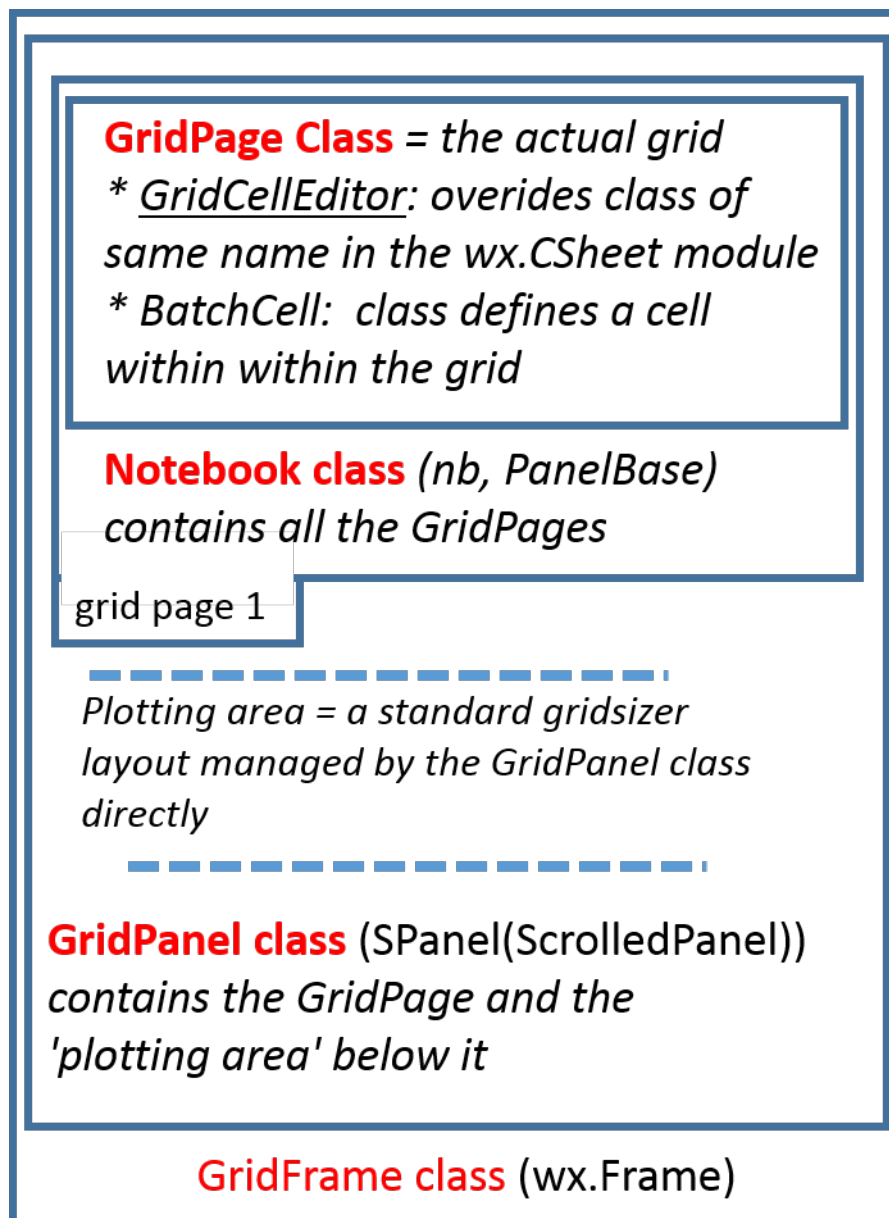 GridPage Class = the actual grid
* GridCellEditor: overides class of
same name in the wx.CSheet module
* BatchCell:  class defines a cell
within within the grid
Notebook class (nb, PanelBase)
contains all the GridPages
grid page 1
Plotting area = a standard gridsizer
layout managed by the GridPanel class
directly
GridPanel class (SPanel(ScrolledPanel))
contains the GridPage and the
'plotting area' below it
GridFrame class (wx.Frame)